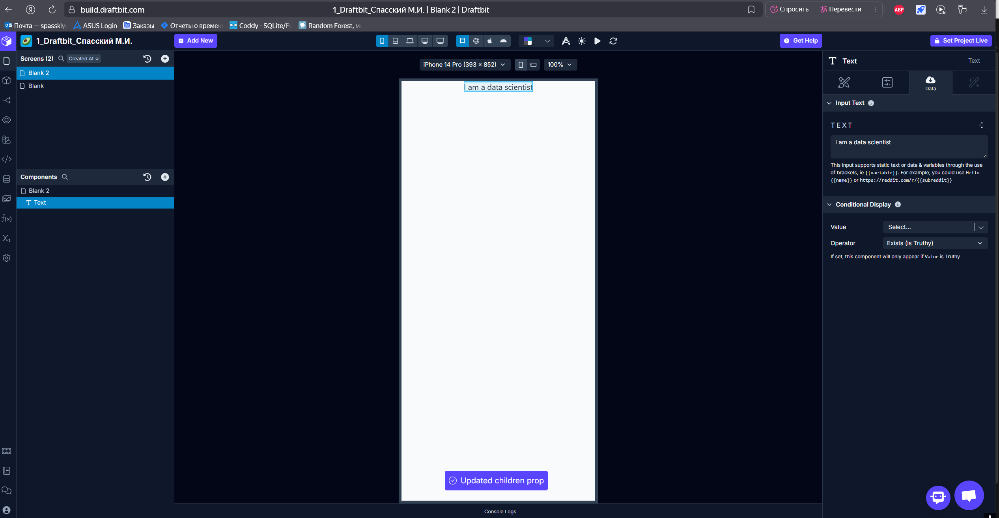 build.draftbit.com
1_Draftbit_Спасский М.И. | Blank 2 | Draftbit
Спросить
Перевести
ABP
Почта — spasskiy
ASUS Login
Заказы
Отчеты о времен
Coddy - SQLite/Fu
Random Forest, м
1_Draftbit_Спасский М.И.
Add New
Get Help
Set Project Live
Screens (2)
Created At ↓
Blank 2
Blank
Components
Blank 2
Text
iPhone 14 Pro (393 × 852)
100%
I am a data scientist
Updated children prop
Console Logs
Text
Text
Data
Input Text
TEXT
I am a data scientist
This input supports static text or data & variables through the use
of brackets, ie {{variable}}. For example, you could use Hello
{{name}} or https://reddit.com/r/{{subreddit}}
Conditional Display
Value
Select...
Operator
Exists (is Truthy)
If set, this component will only appear if Value is Truthy